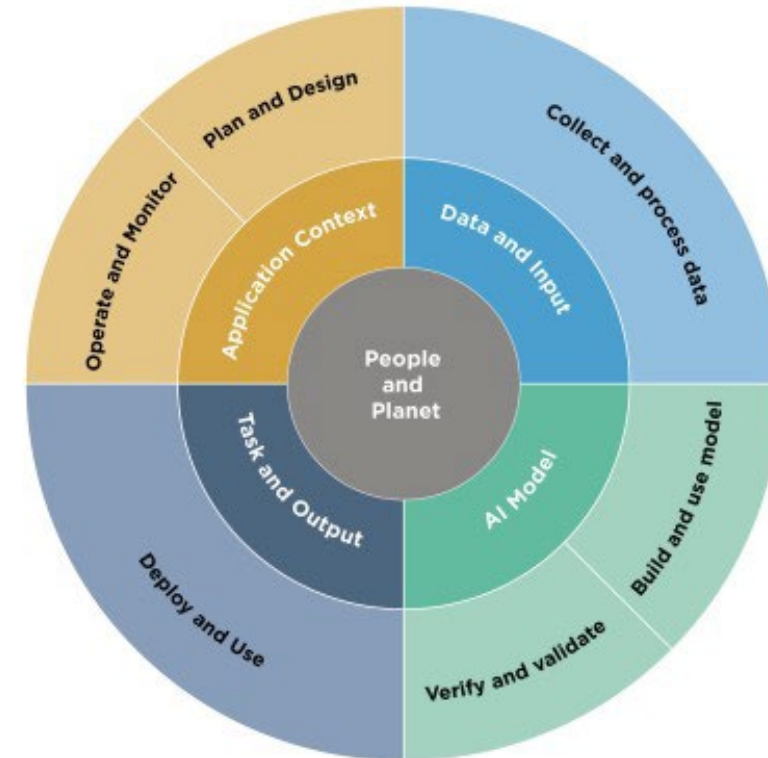 Plan and Design
Collect and process data
Operate and Monitor
Application Context
Data and Input
People
and
Planet
Task and Output
AI Model
Build and use model
Deploy and Use
Verify and validate